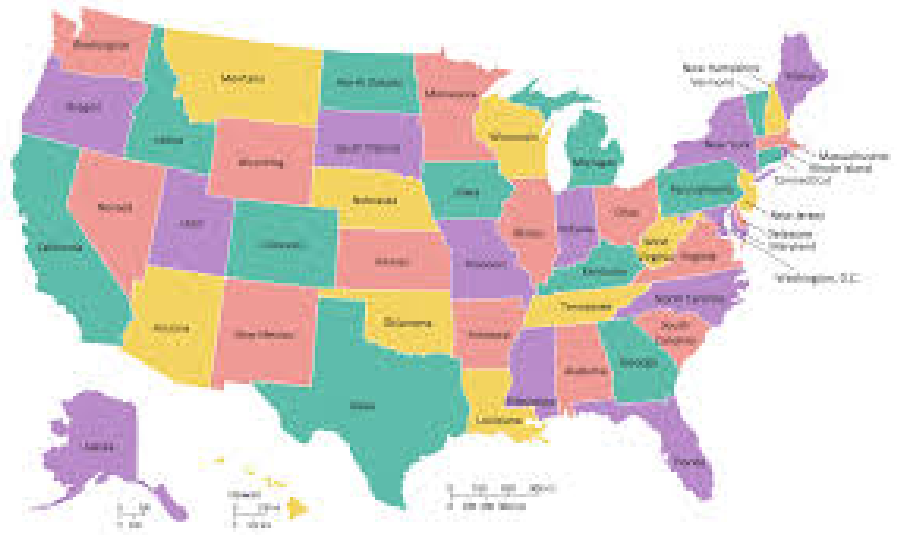 Washington
Montana
North Dakota
Minnesota
Oregon
Idaho
Wyoming
South Dakota
Wisconsin
Michigan
Maine
New Hampshire
Vermont
New York
Massachusetts
Rhode Island
Connecticut
Nevada
Utah
Colorado
Nebraska
Iowa
Illinois
Indiana
Ohio
Pennsylvania
New Jersey
Delaware
Maryland
Washington, D.C.
California
Kansas
Missouri
Kentucky
West
Virginia
Virginia
Arizona
New Mexico
Oklahoma
Arkansas
Tennessee
North Carolina
South
Carolina
Texas
Louisiana
Mississippi
Alabama
Georgia
Florida
Alaska
Hawaii